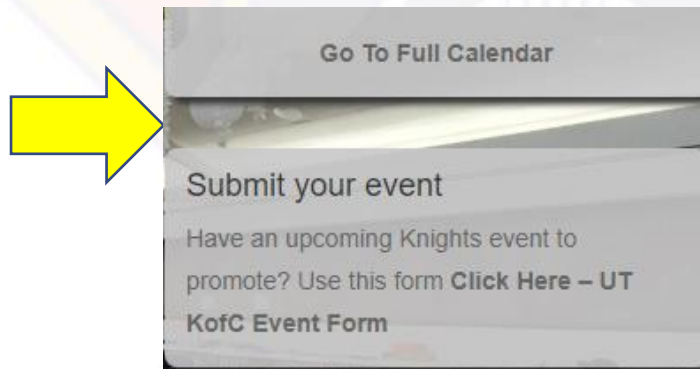 Go To Full Calendar
Submit your event
Have an upcoming Knights event to
promote? Use this form Click Here – UT
KofC Event Form